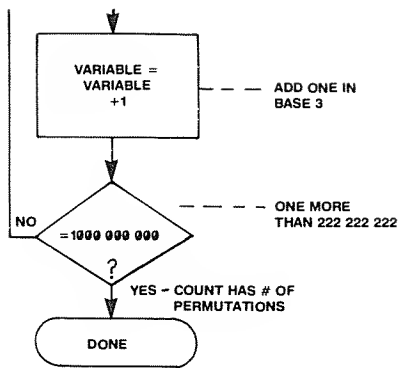 VARIABLE =
VARIABLE
+1
ADD ONE IN
BASE 3
ONE MORE
THAN 222 222 222
NO
=1000 000 000
?
YES – COUNT HAS # OF
PERMUTATIONS
DONE